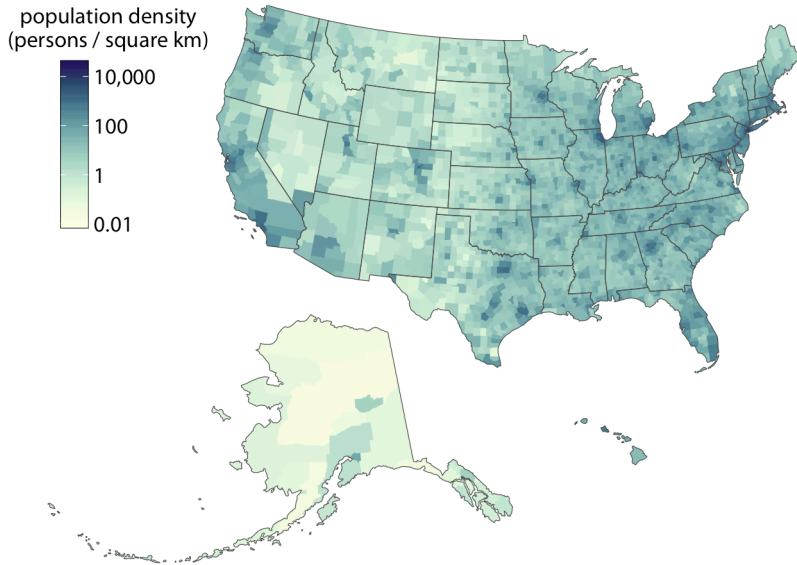 population density
(persons / square km)
10,000
100
1
0.01